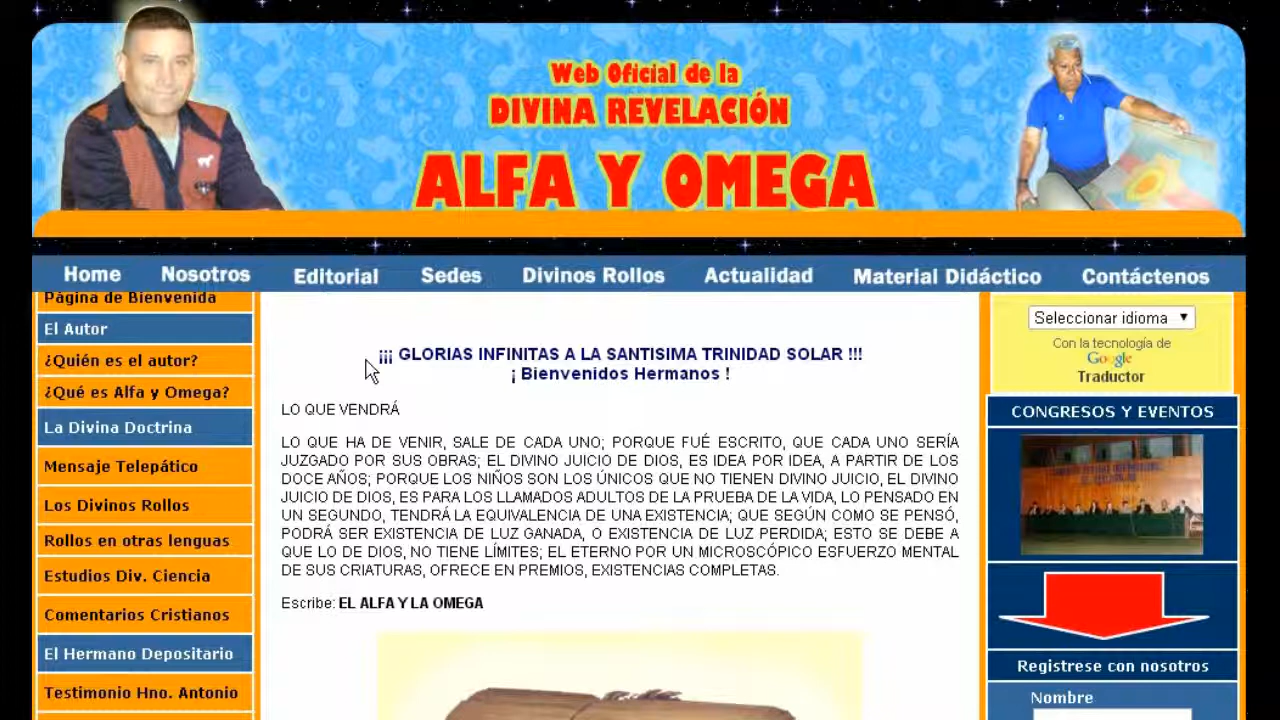 Web Oficial de la
DIVINA REVELACIÓN
ALFA Y OMEGA
Home
Nosotros
Editorial
Sedes
Divinos Rollos
Actualidad
Material Didáctico
Contáctenos
Página de Bienvenida
El Autor
¿Quién es el autor?
¿Qué es Alfa y Omega?
La Divina Doctrina
Mensaje Telepático
Los Divinos Rollos
Rollos en otras lenguas
Estudios Div. Ciencia
Comentarios Cristianos
El Hermano Depositario
Testimonio Hno. Antonio
¡¡¡ GLORIAS INFINITAS A LA SANTISIMA TRINIDAD SOLAR !!!
¡ Bienvenidos Hermanos !
LO QUE VENDRÁ
LO QUE HA DE VENIR, SALE DE CADA UNO; PORQUE FUÉ ESCRITO, QUE CADA UNO SERÍA
JUZGADO POR SUS OBRAS; EL DIVINO JUICIO DE DIOS, ES IDEA POR IDEA, A PARTIR DE LOS
DOCE AÑOS; PORQUE LOS NIÑOS SON LOS ÚNICOS QUE NO TIENEN DIVINO JUICIO, EL DIVINO
JUICIO DE DIOS, ES PARA LOS LLAMADOS ADULTOS DE LA PRUEBA DE LA VIDA, LO PENSADO EN
UN SEGUNDO, TENDRÁ LA EQUIVALENCIA DE UNA EXISTENCIA; QUE SEGÚN COMO SE PENSÓ,
PODRÁ SER EXISTENCIA DE LUZ GANADA, O EXISTENCIA DE LUZ PERDIDA; ESTO SE DEBE A
QUE LO DE DIOS, NO TIENE LÍMITES; EL ETERNO POR UN MICROSCÓPICO ESFUERZO MENTAL
DE SUS CRIATURAS, OFRECE EN PREMIOS, EXISTENCIAS COMPLETAS.
Escribe: EL ALFA Y LA OMEGA
Seleccionar idioma
Con la tecnología de
Google
Traductor
CONGRESOS Y EVENTOS
Registrese con nosotros
Nombre